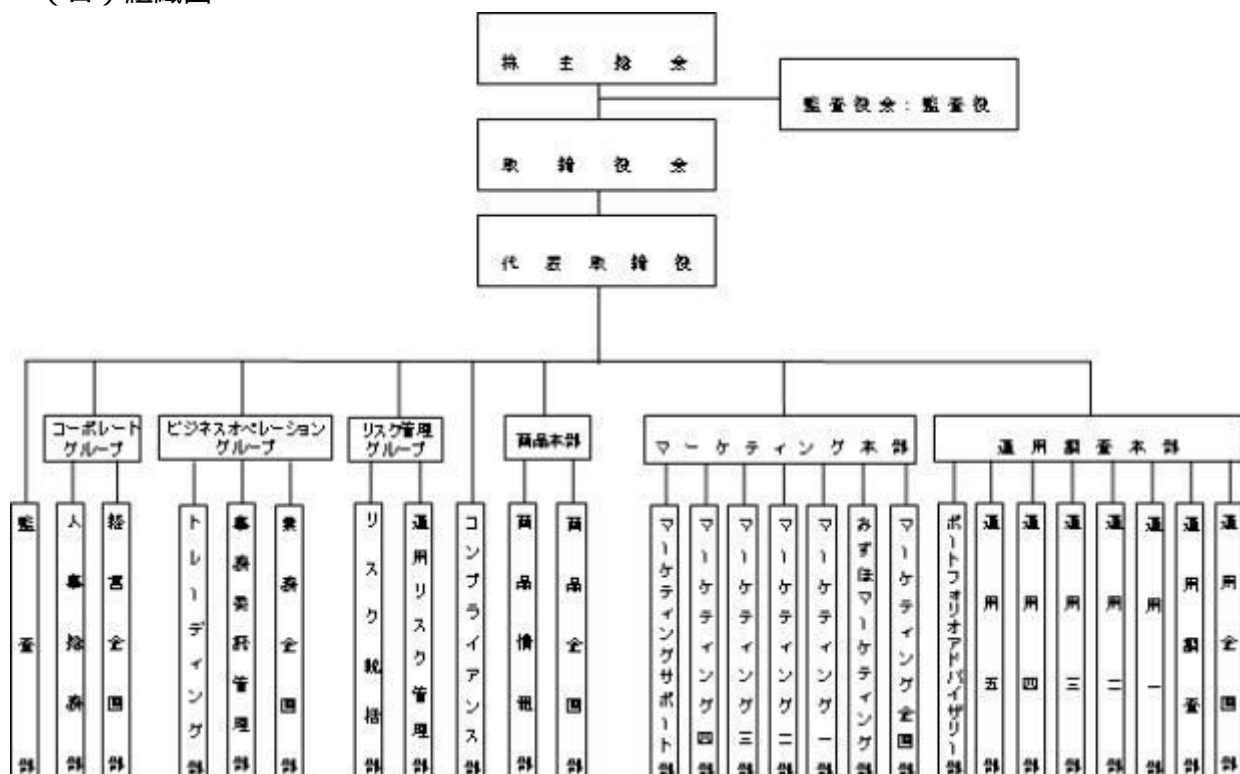 組織図
株主総会
監査役会：監査役
取締役会
代表取締役
コーポレート
グループ
ビジネスオペレーション
グループ
リスク管理
グループ
商品本部
マーケティング本部
運用調査本部
監査部
人事総務部
経営企画部
トレーディング部
事務委託管理部
業務企画部
リスク統括部
運用リスク管理部
コンプライアンス部
商品情報部
商品企画部
マーケティングサポート部
マーケティング四部
マーケティング三部
マーケティング二部
マーケティング一部
みずほマーケティング部
マーケティング企画部
ポートフォリオアドバイザリー部
運用五部
運用四部
運用三部
運用二部
運用一部
運用調査部
運用企画部